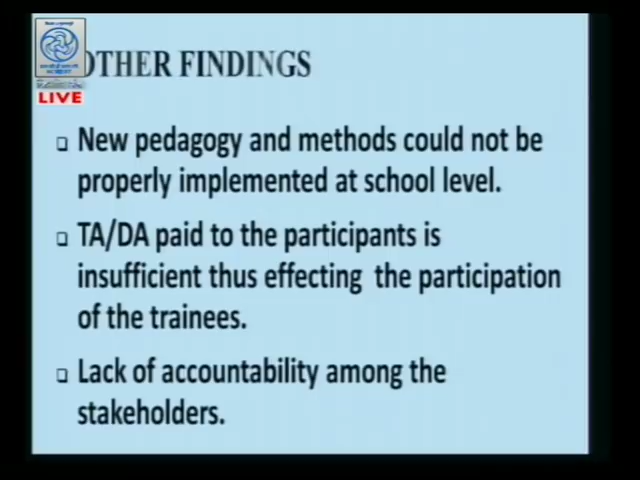 OTHER FINDINGS
LIVE
New pedagogy and methods could not be
properly implemented at school level.
TA/DA paid to the participants is
insufficient thus effecting the participation
of the trainees.
Lack of accountability among the
stakeholders.